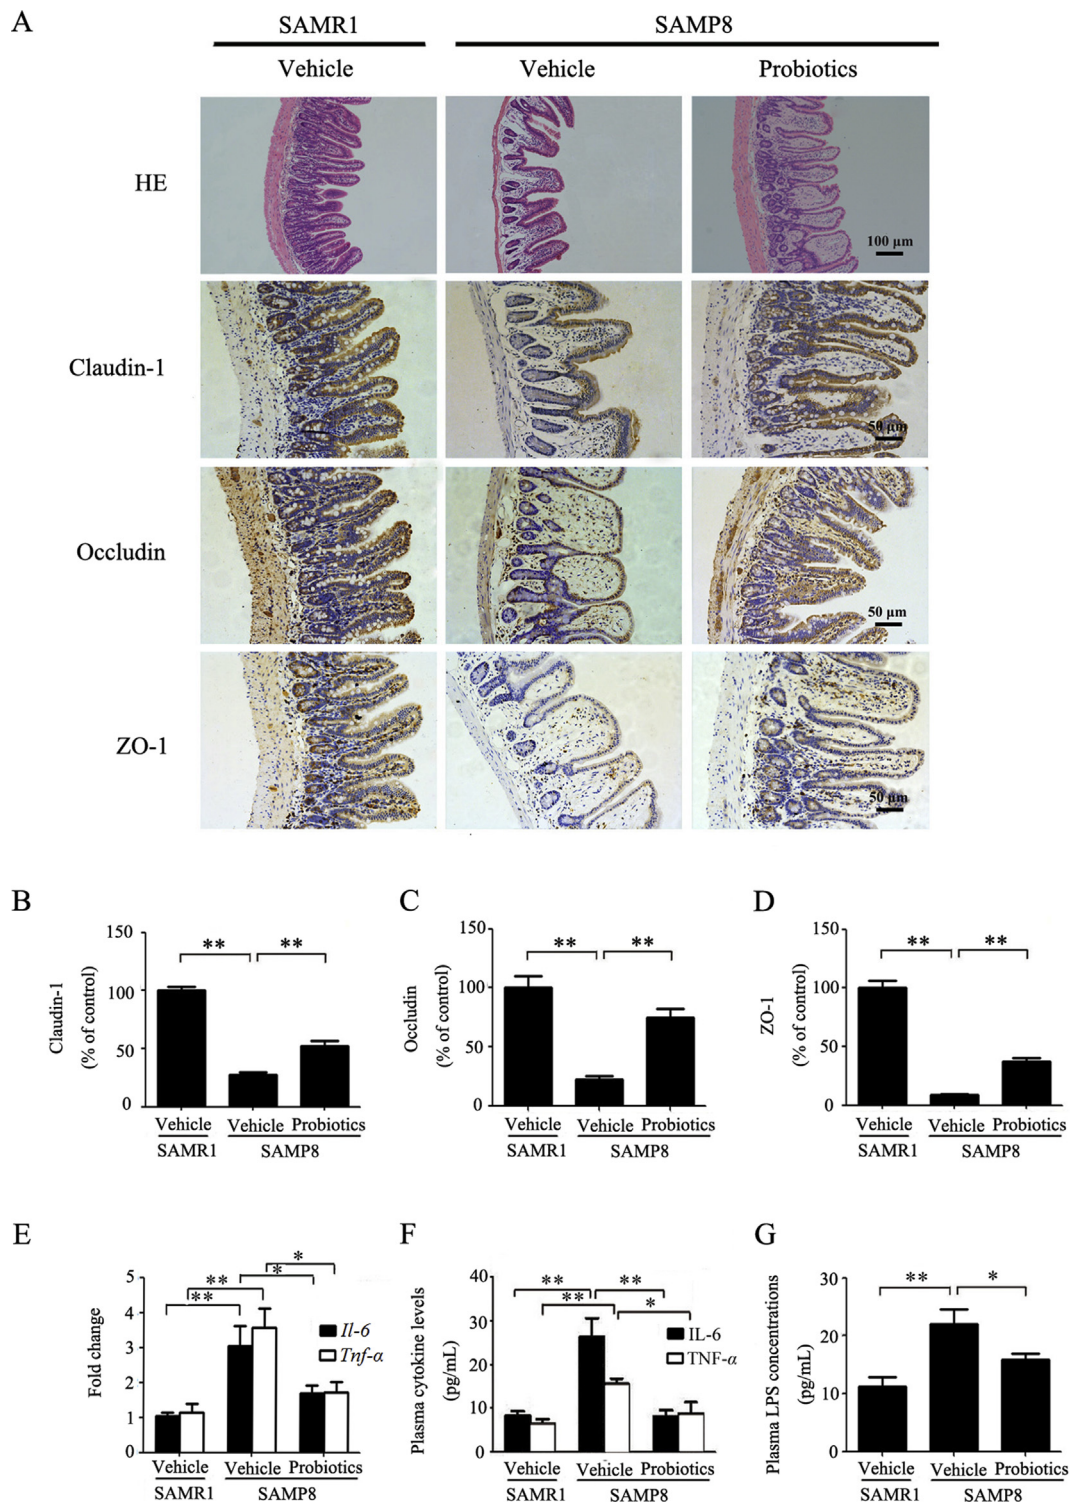 A
SAMR1 SAMP8
Vehicle Vehicle Probiotics
HE
100 µm
Claudin-1
50 µm
Occludin
50 µm
ZO-1
50 µm
B
Claudin-1
(% of control)
150
100
50
0
** **
Vehicle Vehicle Probiotics
SAMR1 SAMP8
C
Occludin
(% of control)
150
100
50
0
** **
Vehicle Vehicle Probiotics
SAMR1 SAMP8
D
ZO-1
(% of control)
150
100
50
0
** **
Vehicle Vehicle Probiotics
SAMR1 SAMP8
E
Fold change
5
4
3
2
1
0
*
** *
**
Il-6
Tnf-α
Vehicle Vehicle Probiotics
SAMR1 SAMP8
F
Plasma cytokine levels
(pg/mL)
40
30
20
10
0
** **
** *
IL-6
TNF-α
Vehicle Vehicle Probiotics
SAMR1 SAMP8
G
Plasma LPS concentrations
(pg/mL)
30
20
10
0
** *
Vehicle Vehicle Probiotics
SAMR1 SAMP8